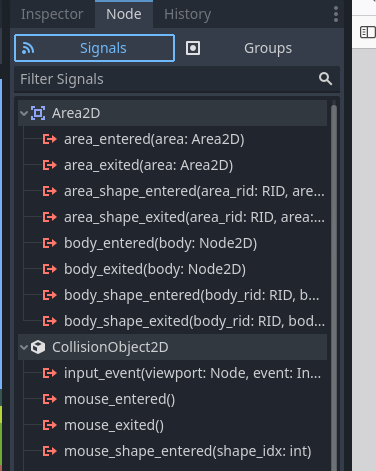 Inspector Node History
Signals Groups
Filter Signals
Area2D
area_entered(area: Area2D)
area_exited(area: Area2D)
area_shape_entered(area_rid: RID, are...
area_shape_exited(area_rid: RID, area:...
body_entered(body: Node2D)
body_exited(body: Node2D)
body_shape_entered(body_rid: RID, b...
body_shape_exited(body_rid: RID, bod...
CollisionObject2D
input_event(viewport: Node, event: In...
mouse_entered()
mouse_exited()
mouse_shape_entered(shape_idx: int)